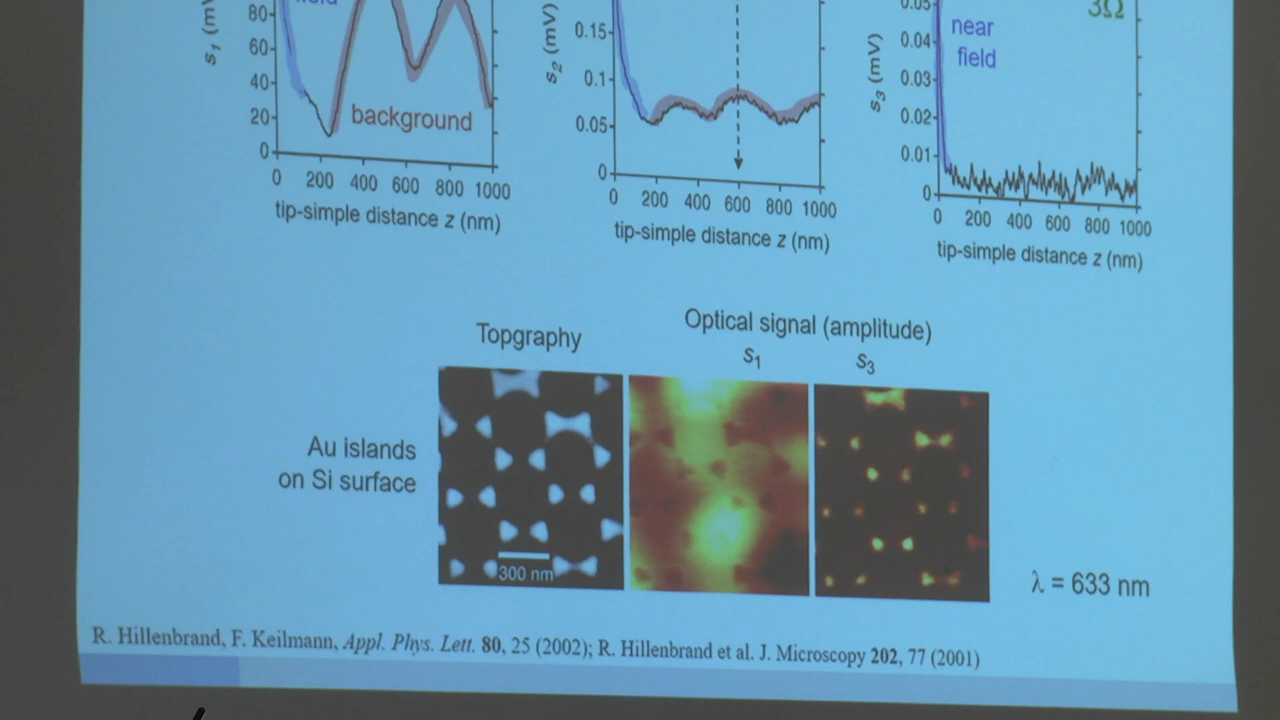 field
s1 (mV)
80
60
40
20
0
background
0 200 400 600 800 1000
tip-simple distance z (nm)
s2 (mV)
0.15
0.1
0.05
0
0 200 400 600 800 1000
tip-simple distance z (nm)
s3 (mV)
3Ω
0.05
0.04
0.03
0.02
0.01
0
near
field
0 200 400 600 800 1000
tip-simple distance z (nm)
Topgraphy
Optical signal (amplitude)
s1 s3
Au islands
on Si surface
300 nm
λ = 633 nm
R. Hillenbrand, F. Keilmann, Appl. Phys. Lett. 80, 25 (2002); R. Hillenbrand et al. J. Microscopy 202, 77 (2001)